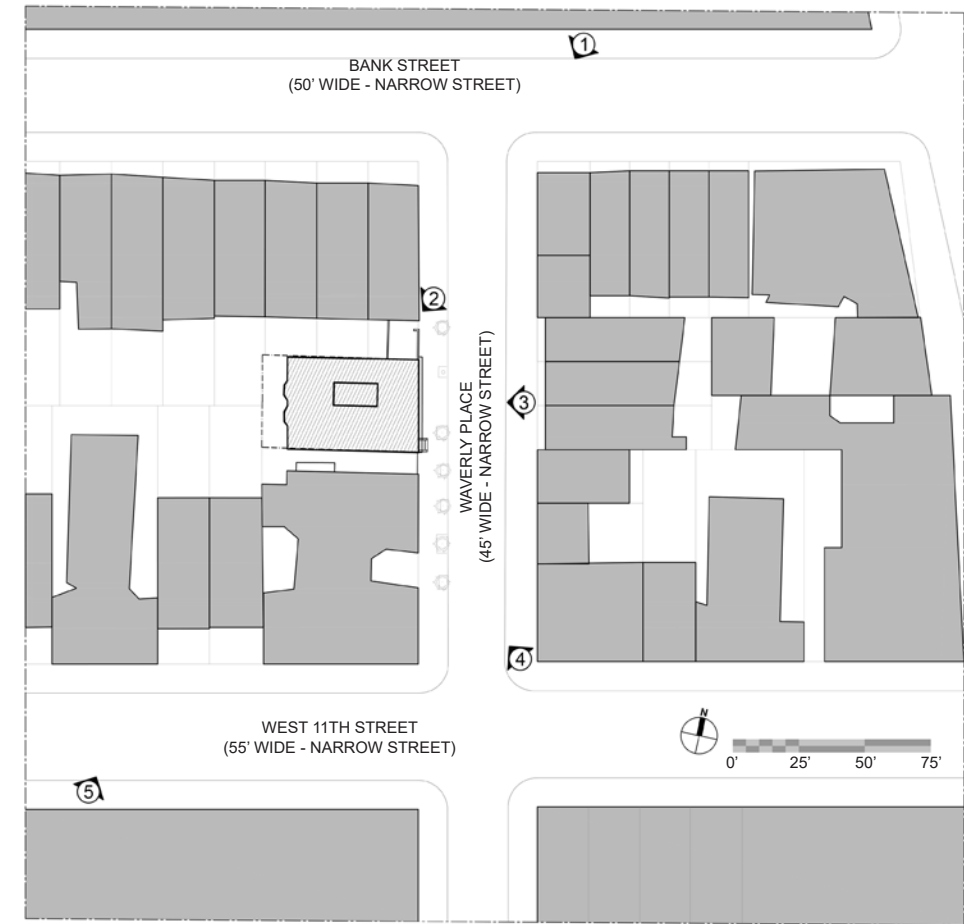 1
BANK STREET
(50’ WIDE - NARROW STREET)
2
WAVERLY PLACE
(45’ WIDE - NARROW STREET)
3
4
WEST 11TH STREET
(55’ WIDE - NARROW STREET)
N
0’ 25’ 50’ 75’
5